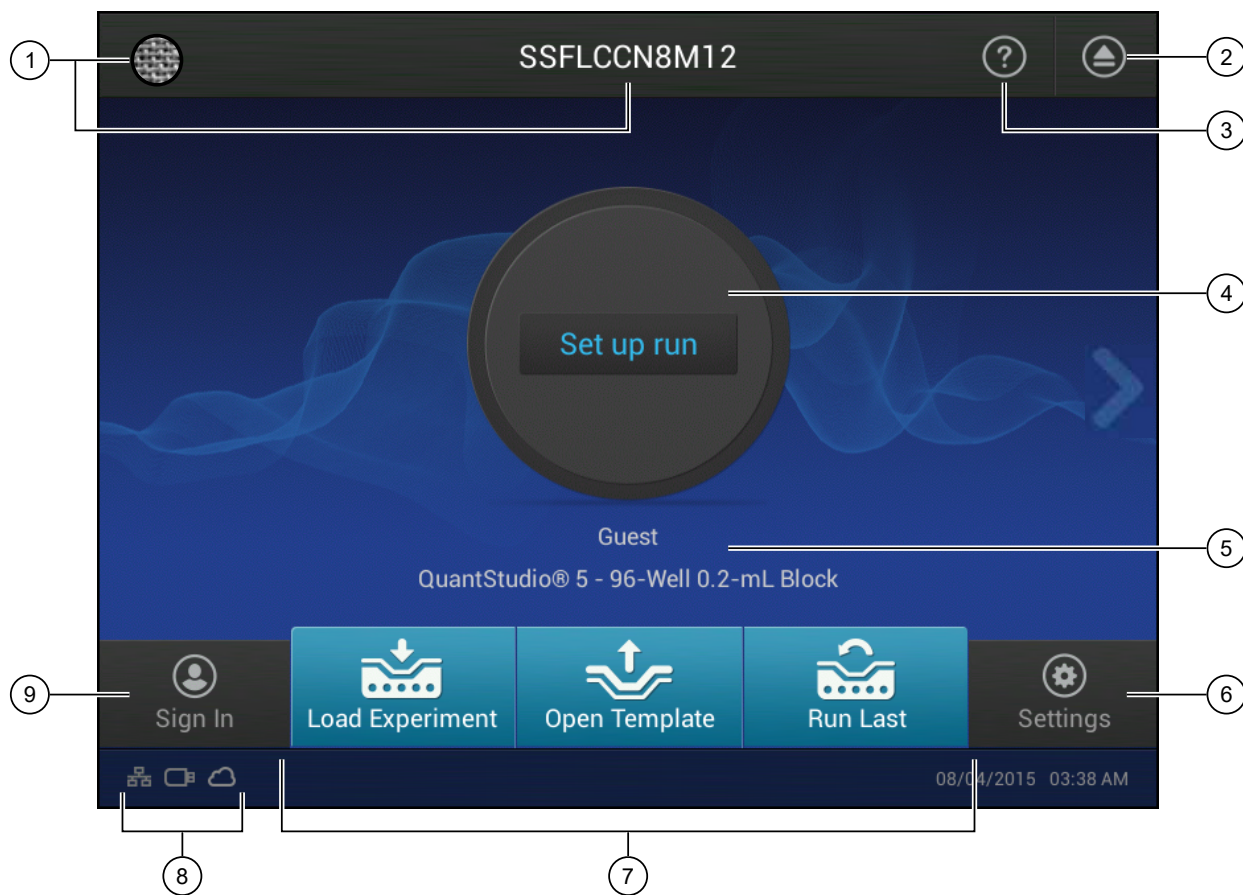 1
SSFLCCN8M12
?
2
3
Set up run
4
Guest
5
QuantStudio® 5 - 96-Well 0.2-mL Block
9
Sign In
Load Experiment
Open Template
Run Last
Settings
6
08/04/2015 03:38 AM
8
7